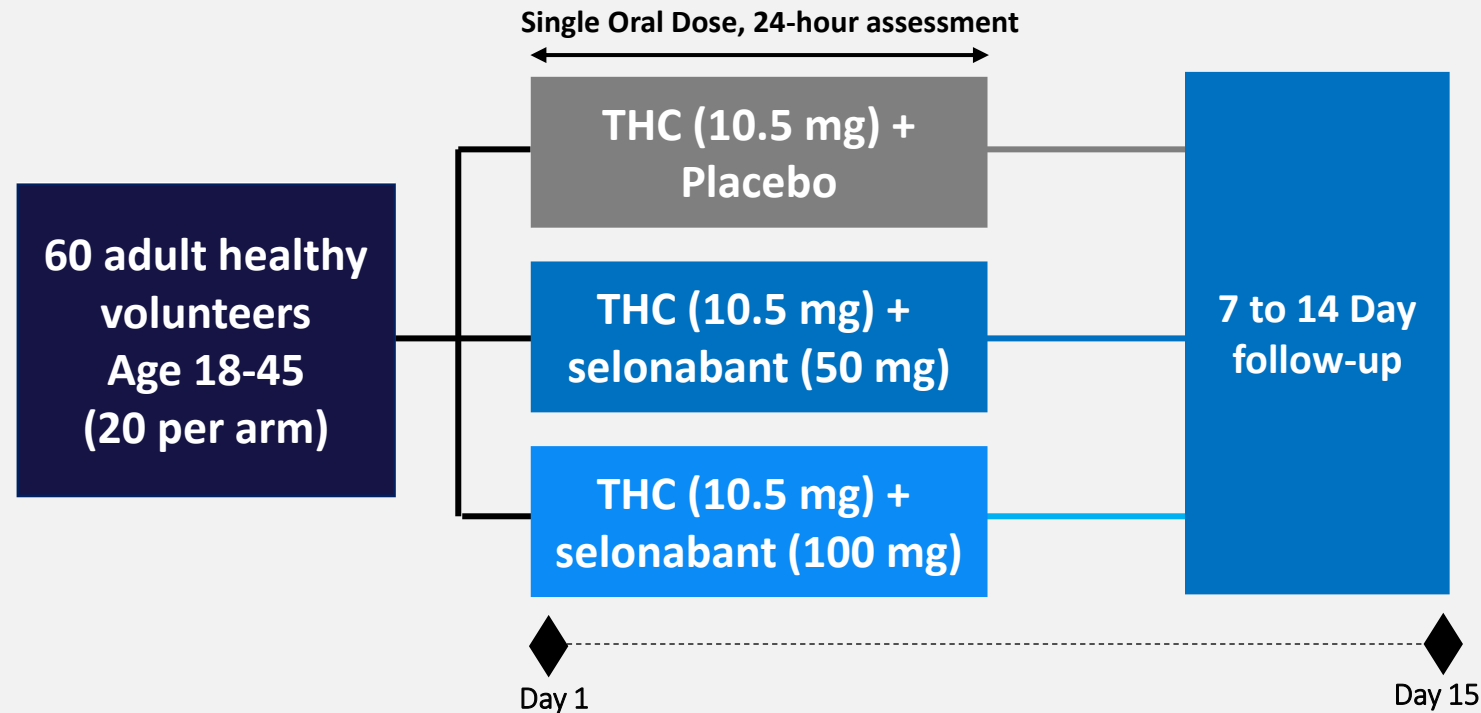 Single Oral Dose, 24-hour assessment
60 adult healthy
volunteers
Age 18-45
(20 per arm)
THC (10.5 mg) +
Placebo
THC (10.5 mg) +
selonabant (50 mg)
THC (10.5 mg) +
selonabant (100 mg)
7 to 14 Day
follow-up
Day 1
Day 15